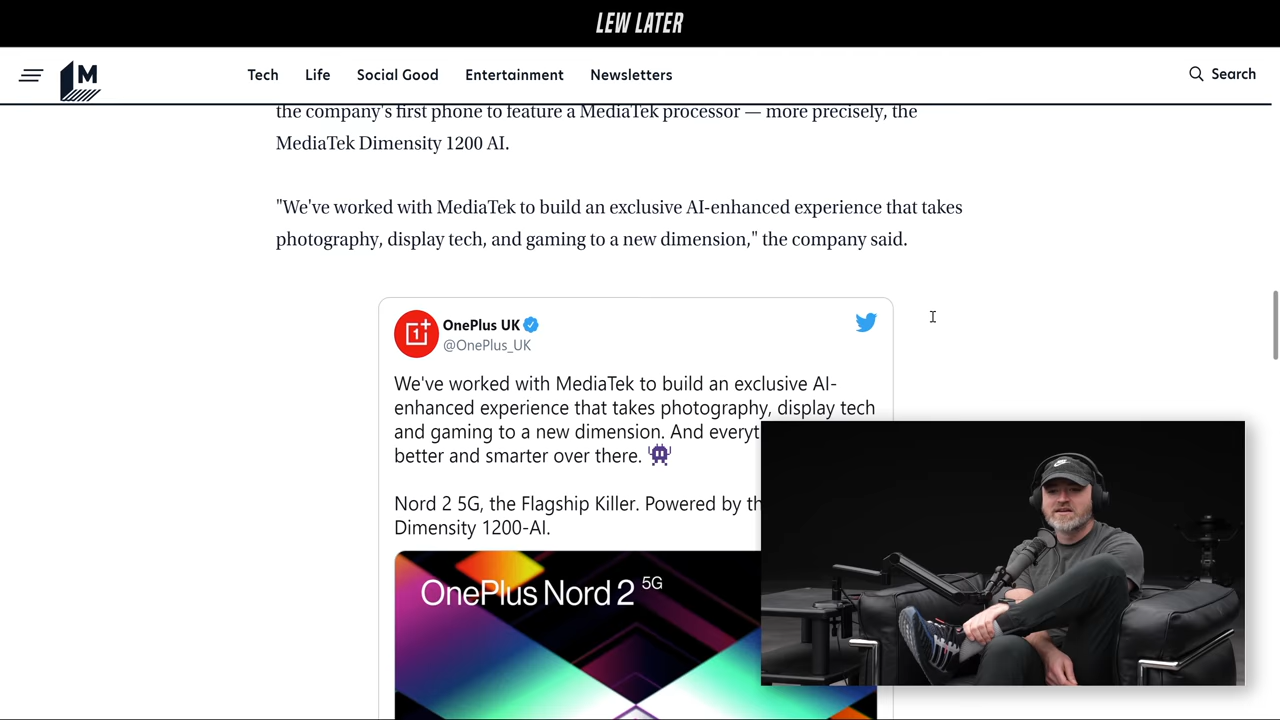 LEW LATER
M
Tech Life Social Good Entertainment Newsletters Search
the company's first phone to feature a MediaTek processor — more precisely, the
MediaTek Dimensity 1200 AI.
"We've worked with MediaTek to build an exclusive AI-enhanced experience that takes
photography, display tech, and gaming to a new dimension," the company said.
OnePlus UK
@OnePlus_UK
We've worked with MediaTek to build an exclusive AI-
enhanced experience that takes photography, display tech
and gaming to a new dimension. And everyt
better and smarter over there. 👾
Nord 2 5G, the Flagship Killer. Powered by th
Dimensity 1200-AI.
OnePlus Nord 2 5G